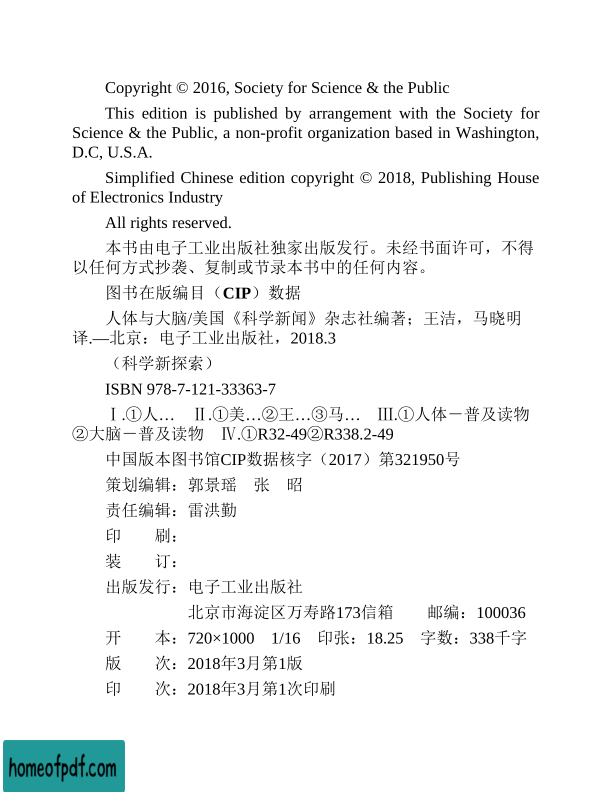 Copyright © 2016, Society for Science & the Public
This edition is published by arrangement with the Society for
Science & the Public, a non-profit organization based in Washington,
D.C, U.S.A.
Simplified Chinese edition copyright © 2018, Publishing House
of Electronics Industry
All rights reserved.
本书由电子工业出版社独家出版发行。未经书面许可，不得
以任何方式抄袭、复制或节录本书中的任何内容。
图书在版编目（CIP）数据
人体与大脑/美国《科学新闻》杂志社编著；王洁，马晓明
译.—北京：电子工业出版社，2018.3
（科学新探索）
ISBN 978-7-121-33363-7
Ⅰ.①人…　Ⅱ.①美…②王…③马…　Ⅲ.①人体－普及读物
②大脑－普及读物　Ⅳ.①R32-49②R338.2-49
中国版本图书馆CIP数据核字（2017）第321950号
策划编辑：郭景瑶　张　昭
责任编辑：雷洪勤
印　　刷：
装　　订：
出版发行：电子工业出版社
北京市海淀区万寿路173信箱　　邮编：100036
开　　本：720×1000　1/16　印张：18.25　字数：338千字
版　　次：2018年3月第1版
印　　次：2018年3月第1次印刷
homeofpdf.com